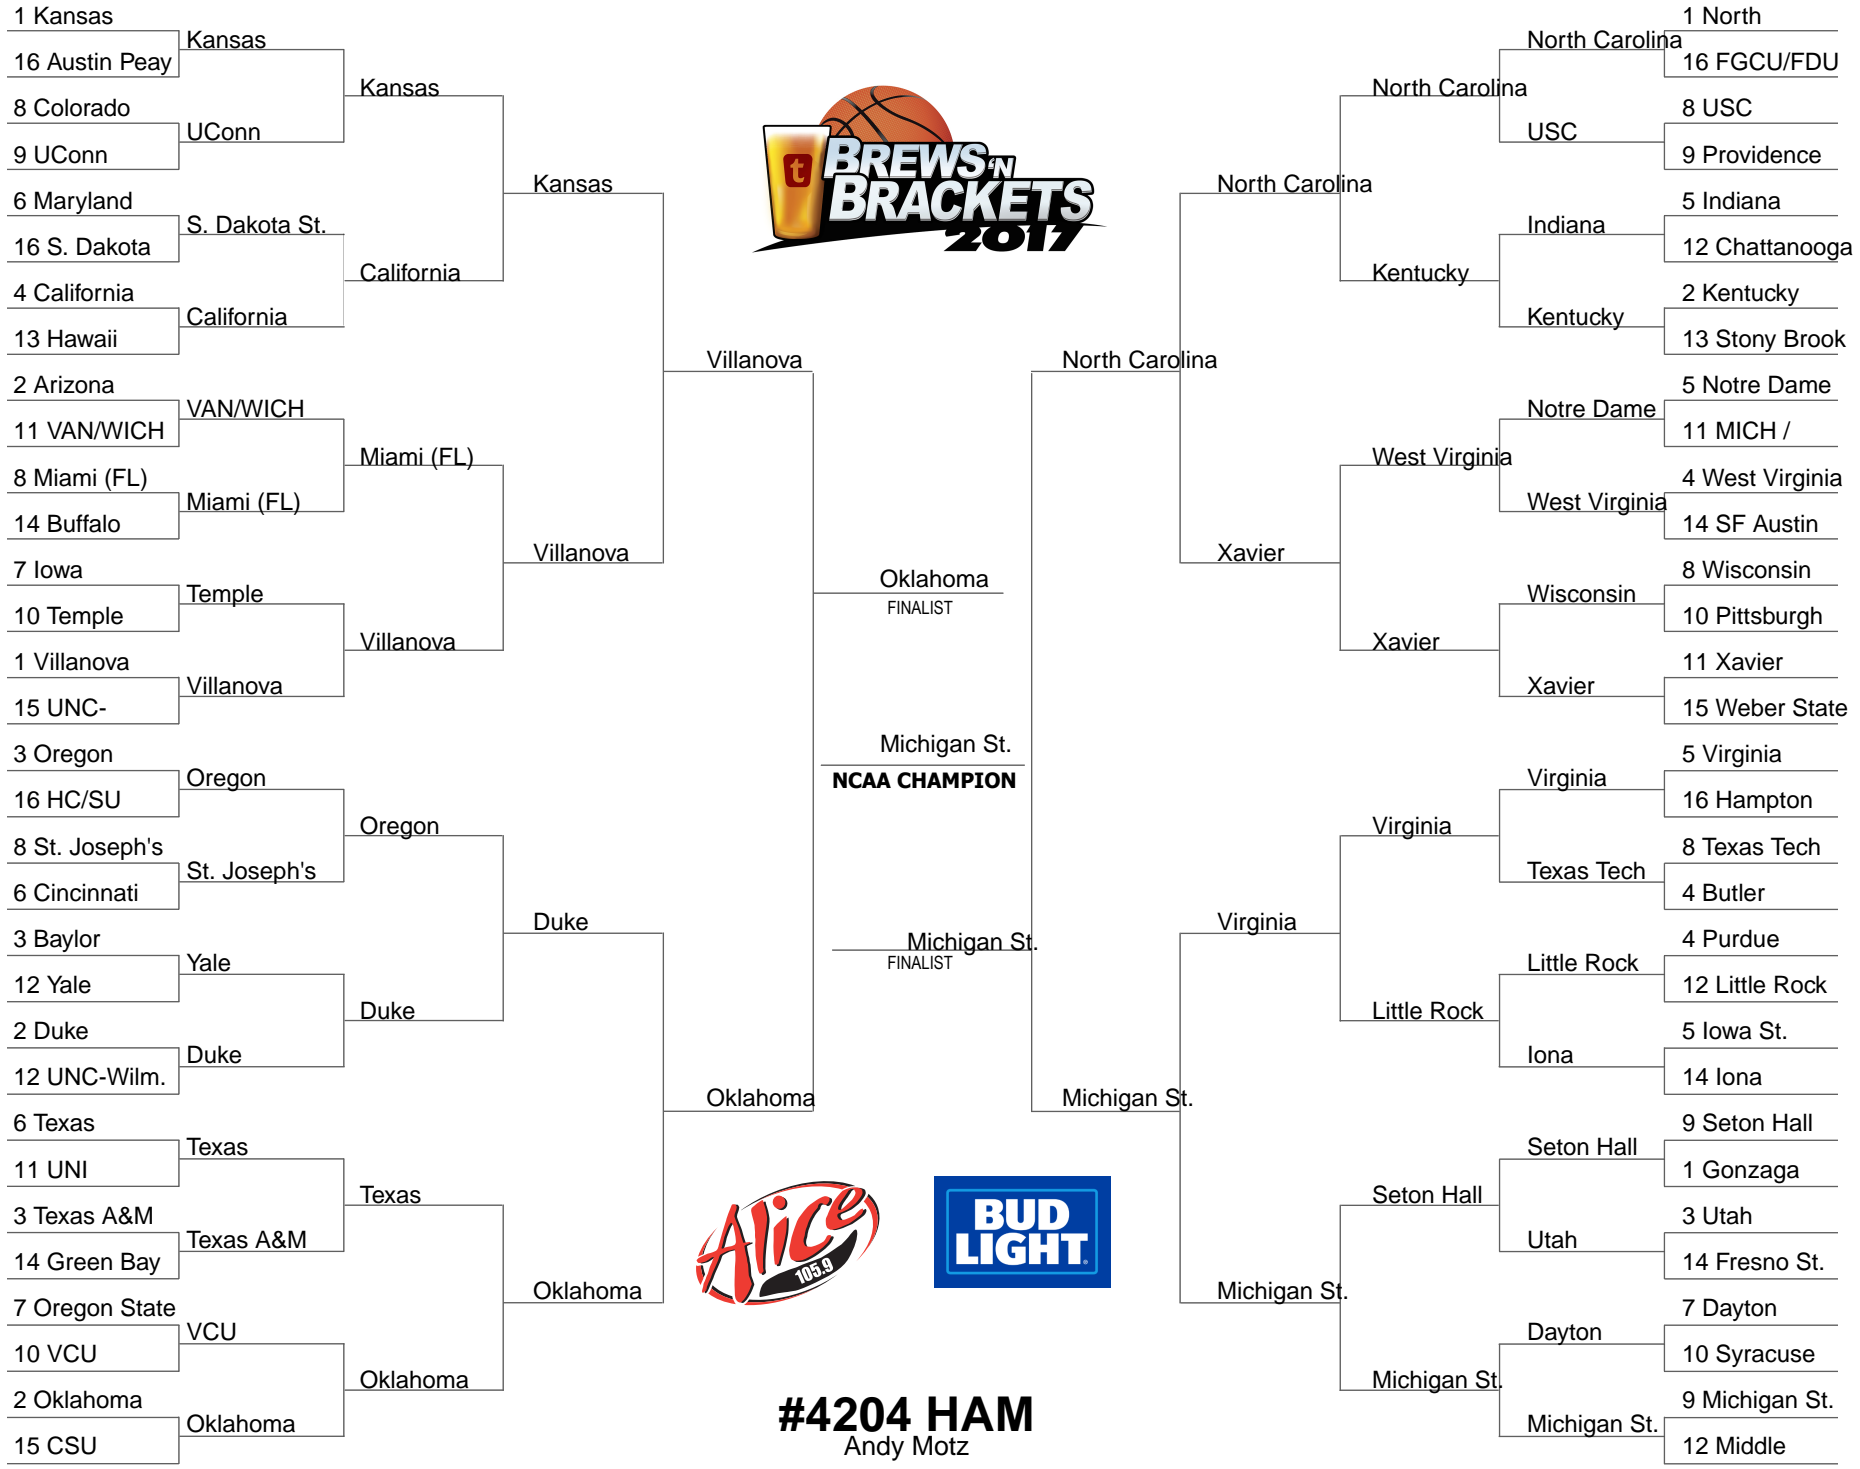 1 Kansas
16 Austin Peay
8 Colorado
9 UConn
6 Maryland
16 S. Dakota
4 California
13 Hawaii
2 Arizona
11 VAN/WICH
8 Miami (FL)
14 Buffalo
7 Iowa
10 Temple
1 Villanova
15 UNC-
3 Oregon
16 HC/SU
8 St. Joseph's
6 Cincinnati
3 Baylor
12 Yale
2 Duke
12 UNC-Wilm.
6 Texas
11 UNI
3 Texas A&M
14 Green Bay
7 Oregon State
10 VCU
2 Oklahoma
15 CSU
Kansas
UConn
S. Dakota St.
California
VAN/WICH
Miami (FL)
Temple
Villanova
Oregon
St. Joseph's
Yale
Duke
Texas
Texas A&M
VCU
Oklahoma
Kansas
California
Miami (FL)
Villanova
Oregon
Duke
Texas
Oklahoma
Kansas
Villanova
Duke
Oklahoma
Villanova
Oklahoma
t
BREWS 'N
BRACKETS
2017
Oklahoma
FINALIST
Michigan St.
NCAA CHAMPION
Michigan St.
FINALIST
Alice
105.9
BUD
LIGHT
#4204 HAM
Andy Motz
North Carolina
Michigan St.
North Carolina
Xavier
Virginia
Michigan St.
North Carolina
Kentucky
West Virginia
Xavier
Virginia
Little Rock
Seton Hall
Michigan St.
North Carolina
USC
Indiana
Kentucky
Notre Dame
West Virginia
Wisconsin
Xavier
Virginia
Texas Tech
Little Rock
Iona
Seton Hall
Utah
Dayton
Michigan St.
1 North
16 FGCU/FDU
8 USC
9 Providence
5 Indiana
12 Chattanooga
2 Kentucky
13 Stony Brook
5 Notre Dame
11 MICH /
4 West Virginia
14 SF Austin
8 Wisconsin
10 Pittsburgh
11 Xavier
15 Weber State
5 Virginia
16 Hampton
8 Texas Tech
4 Butler
4 Purdue
12 Little Rock
5 Iowa St.
14 Iona
9 Seton Hall
1 Gonzaga
3 Utah
14 Fresno St.
7 Dayton
10 Syracuse
9 Michigan St.
12 Middle